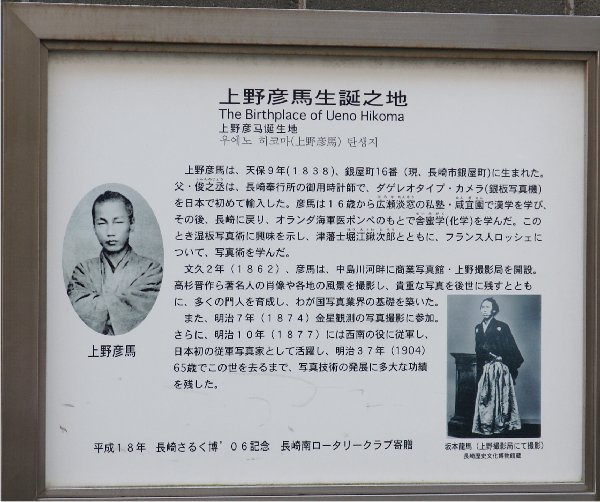 上野彦馬生誕之地
The Birthplace of Ueno Hikoma
上野彦马诞生地
우에노 히코마(上野彦馬) 탄생지
上野彦馬は、天保９年(１８３８)、銀屋町16番（現、長崎市銀屋町)に生まれた。
父・俊之丞は、長崎奉行所の御用時計師で、ダゲレオタイプ・カメラ(銀板写真機)
を日本で初めて輸入した。彦馬は１６歳から広瀬淡窓の私塾・咸宜園で漢学を学び、
その後、長崎に戻り、オランダ海軍医ポンペのもとで舎蜜学(化学)を学んだ。この
とき湿板写真術に興味を示し、津藩士堀江鍬次郎とともに、フランス人ロッシェに
ついて、写真術を学んだ。
文久２年（１８６２）、彦馬は、中島川河畔に商業写真館・上野撮影局を開設。
高杉晋作ら著名人の肖像や各地の風景を撮影し、貴重な写真を後世に残すととも
に、多くの門人を育成し、わが国写真業界の基礎を築いた。
また、明治７年（１８７４）金星観測の写真撮影に参加。
さらに、明治１０年（１８７７）には西南の役に従軍し、
日本初の従軍写真家として活躍し、明治３７年（1904）
６５歳でこの世を去るまで、写真技術の発展に多大な功績
を残した。
上野彦馬
坂本龍馬（上野撮影局にて撮影）
長崎歴史文化博物館蔵
平成１８年　長崎さるく博’０６記念　長崎南ロータリークラブ寄贈